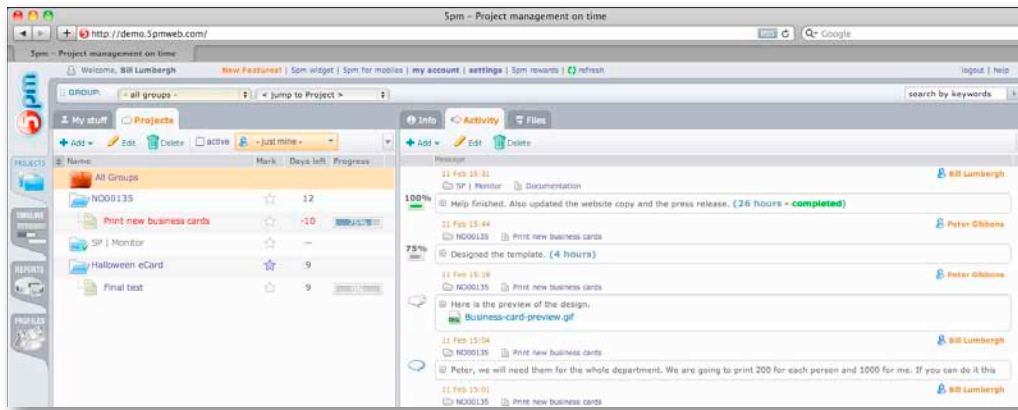 5pm - Project management on time
+ http://demo.5pmweb.com/
RSS
Google
5pm - Project management on time
5pm
Welcome, Bill Lumbergh
New Features! | 5pm widget | 5pm for mobiles | my account | settings | 5pm rewards | refresh
logout | help
GROUP: - all groups -
< jump to Project >
search by keywords
My stuff
Projects
Info
Activity
Files
Add
Edit
Delete
active
- just mine -
Add
Edit
Delete
PROJECTS
TIMELINE
REPORTS
PROFILES
Name Mark Days left Progress
All Groups
NO00135 12
Print new business cards -10
SP | Monitor —
Halloween eCard 9
Final test 9
Message
11 Feb 19:31 Bill Lumbergh
SP | Monitor Documentation
100% Help finished. Also updated the website copy and the press release. (26 hours - completed)
11 Feb 15:44 Peter Gibbons
NO00135 Print new business cards
75% Designed the template. (4 hours)
11 Feb 15:18 Peter Gibbons
NO00135 Print new business cards
Here is the preview of the design.
Business-card-preview.gif
11 Feb 15:04 Bill Lumbergh
NO00135 Print new business cards
Peter, we will need them for the whole department. We are going to print 200 for each person and 1000 for me. If you can do it this
11 Feb 15:01 Bill Lumbergh
NO00135 Print new business cards